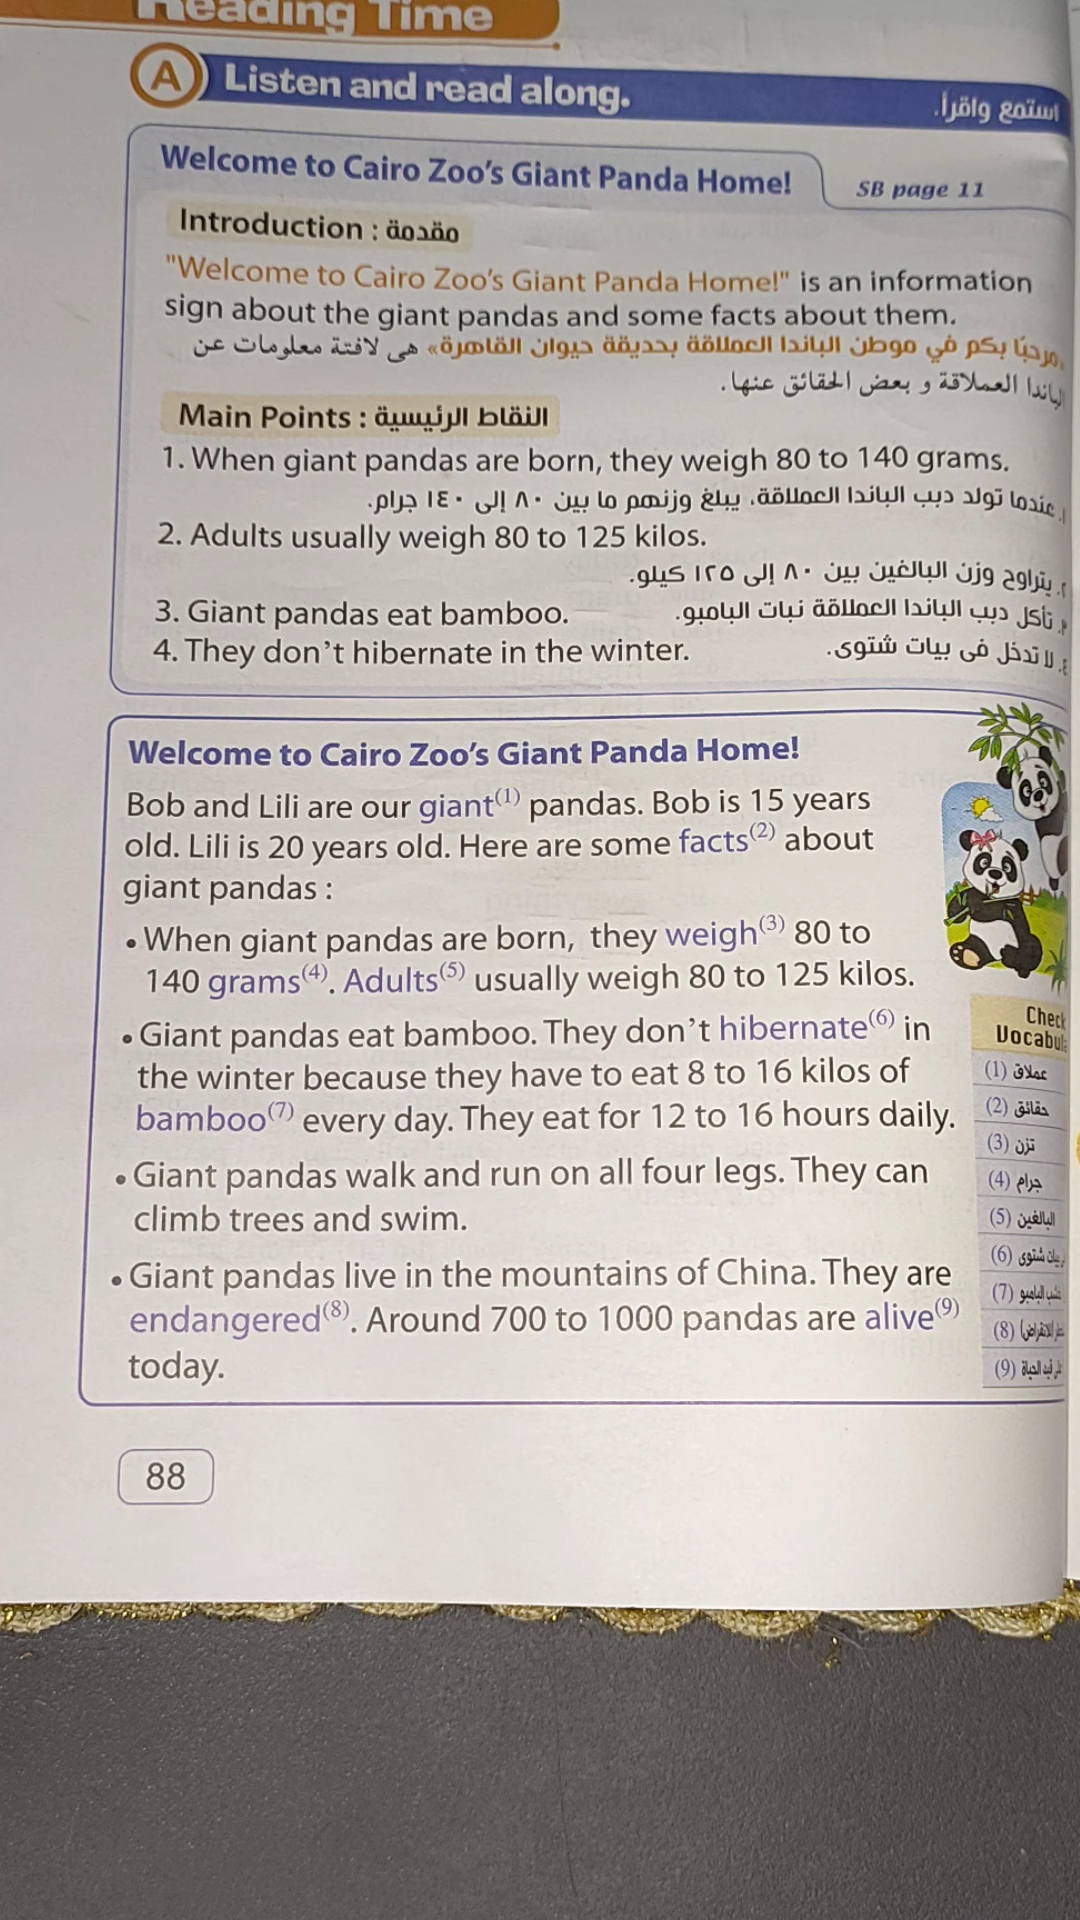 Reading Time
A Listen and read along.
استمع واقرأ.
Welcome to Cairo Zoo's Giant Panda Home!
SB page 11
Introduction : مقدمة
"Welcome to Cairo Zoo's Giant Panda Home!" is an information
sign about the giant pandas and some facts about them.
«مرحبًا بكم في موطن الباندا العملاقة بحديقة حيوان القاهرة» هى لافتة معلومات عن
الباندا العملاقة و بعض الحقائق عنها.
Main Points : النقاط الرئيسية
1. When giant pandas are born, they weigh 80 to 140 grams.
١. عندما تولد دبب الباندا العملاقة، يبلغ وزنهم ما بين ٨٠ إلى ١٤٠ جرام.
2. Adults usually weigh 80 to 125 kilos.
٢. يتراوح وزن البالغين بين ٨٠ إلى ١٢٥ كيلو.
3. Giant pandas eat bamboo.
٣. تأكل دبب الباندا العملاقة نبات البامبو.
4. They don't hibernate in the winter.
٤. لا تدخل فى بيات شتوى.
Welcome to Cairo Zoo's Giant Panda Home!
Bob and Lili are our giant(1) pandas. Bob is 15 years
old. Lili is 20 years old. Here are some facts(2) about
giant pandas :
• When giant pandas are born, they weigh(3) 80 to
140 grams(4). Adults(5) usually weigh 80 to 125 kilos.
• Giant pandas eat bamboo. They don't hibernate(6) in
the winter because they have to eat 8 to 16 kilos of
bamboo(7) every day. They eat for 12 to 16 hours daily.
• Giant pandas walk and run on all four legs. They can
climb trees and swim.
• Giant pandas live in the mountains of China. They are
endangered(8). Around 700 to 1000 pandas are alive(9)
today.
Check
(1) عملاق
(2) حقائق
(3) تزن
(4) جرام
(5) البالغين
(6) بيات شتوى
(7) البامبو
(8)
(9) قيد الحياة
88